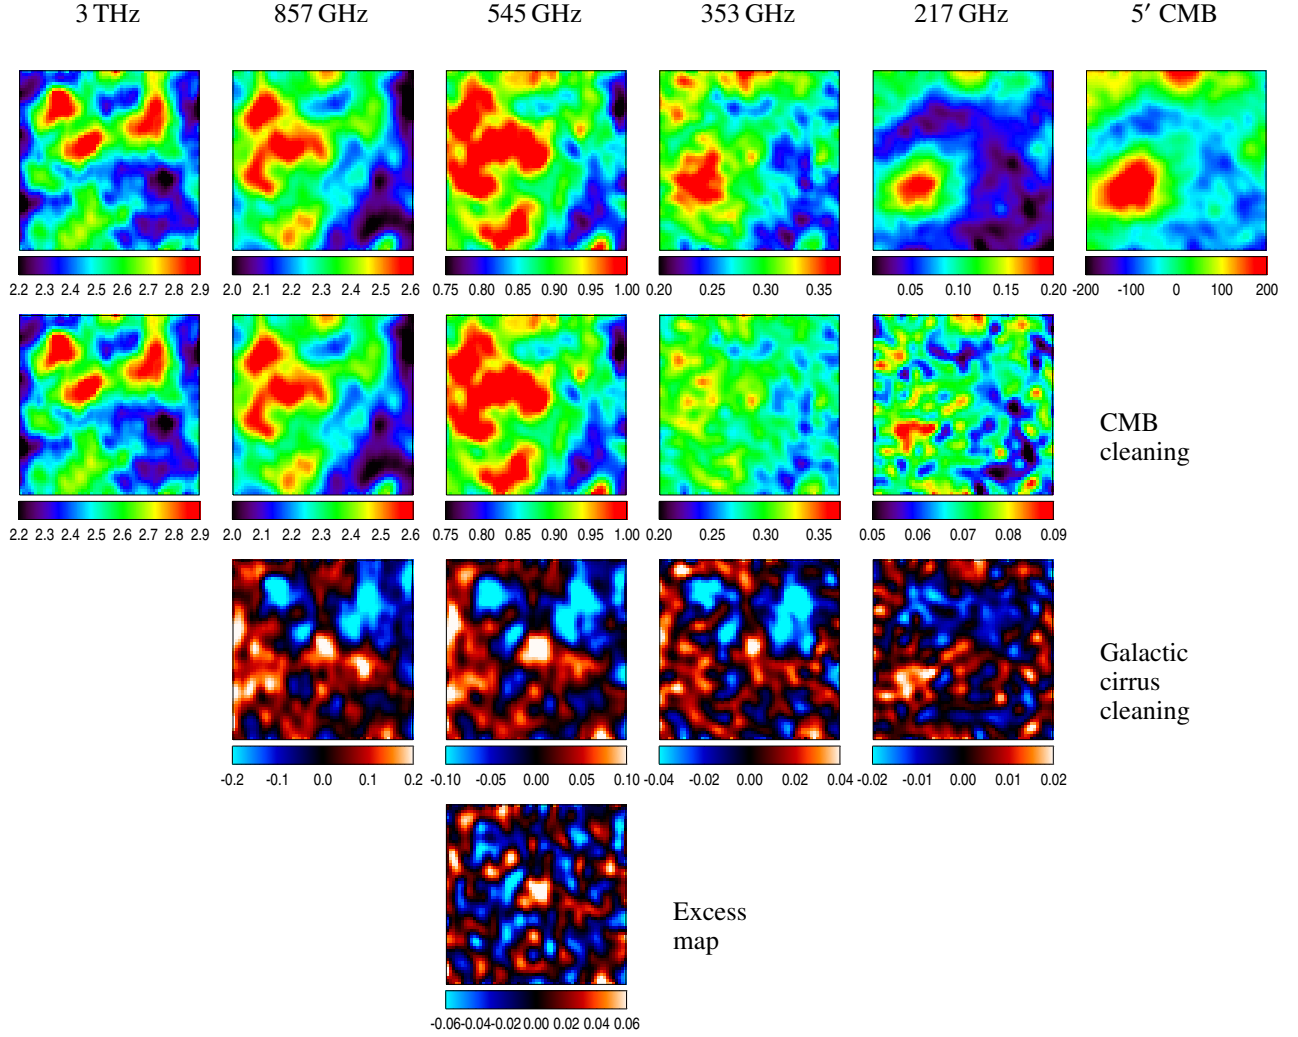 3 THz 857 GHz 545 GHz 353 GHz 217 GHz 5′ CMB
2.2 2.3 2.4 2.5 2.6 2.7 2.8 2.9 2.0 2.1 2.2 2.3 2.4 2.5 2.6 0.75 0.80 0.85 0.90 0.95 1.00 0.20 0.25 0.30 0.35 0.05 0.10 0.15 0.20 -200 -100 0 100 200
CMB
cleaning
2.2 2.3 2.4 2.5 2.6 2.7 2.8 2.9 2.0 2.1 2.2 2.3 2.4 2.5 2.6 0.75 0.80 0.85 0.90 0.95 1.00 0.20 0.25 0.30 0.35 0.05 0.06 0.07 0.08 0.09
Galactic
cirrus
cleaning
-0.2 -0.1 0.0 0.1 0.2 -0.10 -0.05 0.00 0.05 0.10 -0.04 -0.02 0.00 0.02 0.04 -0.02 -0.01 0.00 0.01 0.02
Excess
map
-0.06 -0.04 -0.02 0.00 0.02 0.04 0.06